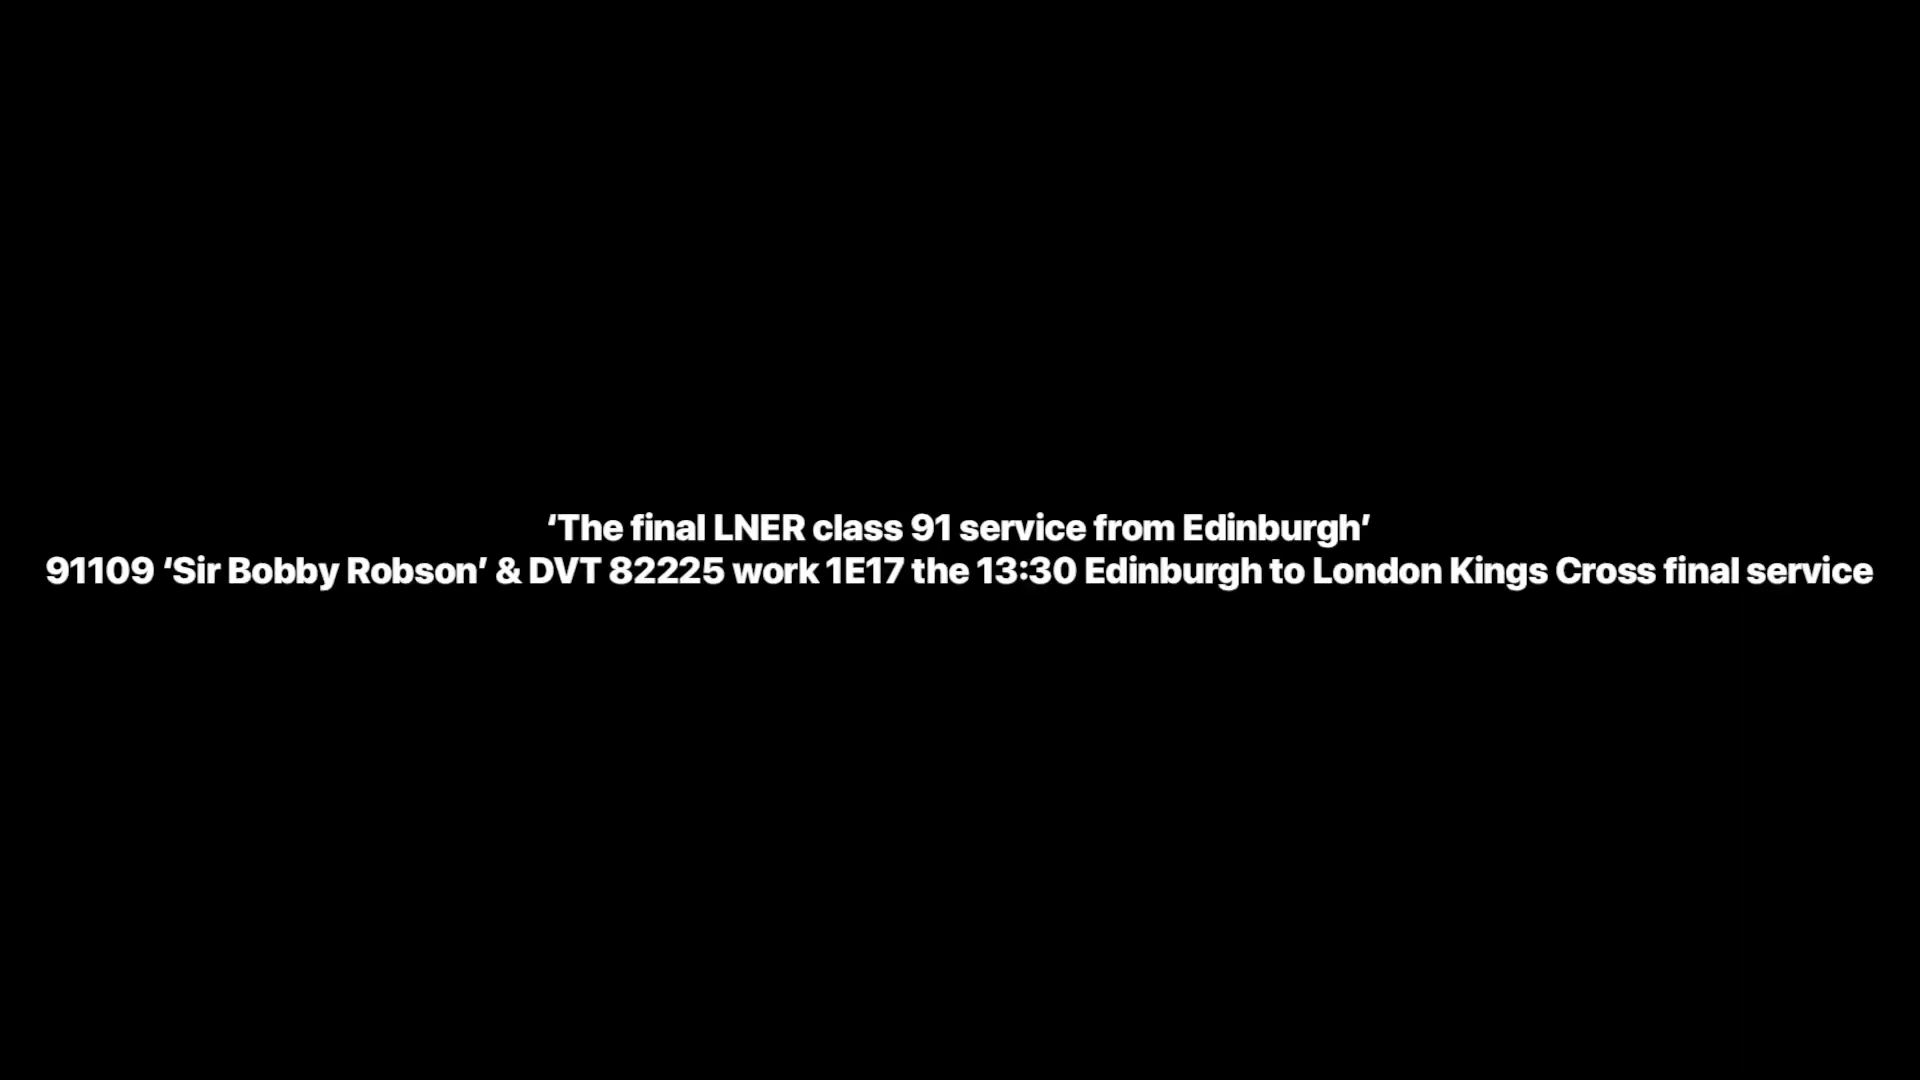 ‘The final LNER class 91 service from Edinburgh’
91109 ‘Sir Bobby Robson’ & DVT 82225 work 1E17 the 13:30 Edinburgh to London Kings Cross final service